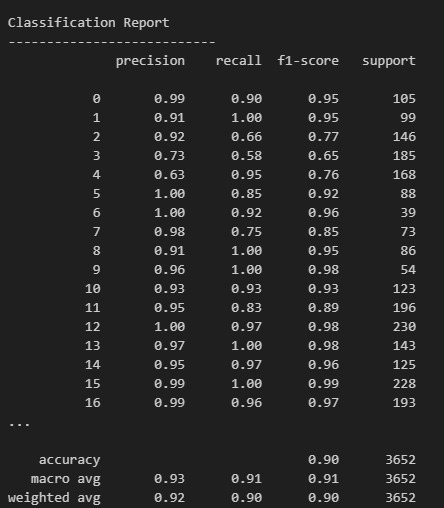 Classification Report
---------------------------
precision recall f1-score support
0 0.99 0.90 0.95 105
1 0.91 1.00 0.95 99
2 0.92 0.66 0.77 146
3 0.73 0.58 0.65 185
4 0.63 0.95 0.76 168
5 1.00 0.85 0.92 88
6 1.00 0.92 0.96 39
7 0.98 0.75 0.85 73
8 0.91 1.00 0.95 86
9 0.96 1.00 0.98 54
10 0.93 0.93 0.93 123
11 0.95 0.83 0.89 196
12 1.00 0.97 0.98 230
13 0.97 1.00 0.98 143
14 0.95 0.97 0.96 125
15 0.99 1.00 0.99 228
16 0.99 0.96 0.97 193
...
accuracy 0.90 3652
macro avg 0.93 0.91 0.91 3652
weighted avg 0.92 0.90 0.90 3652